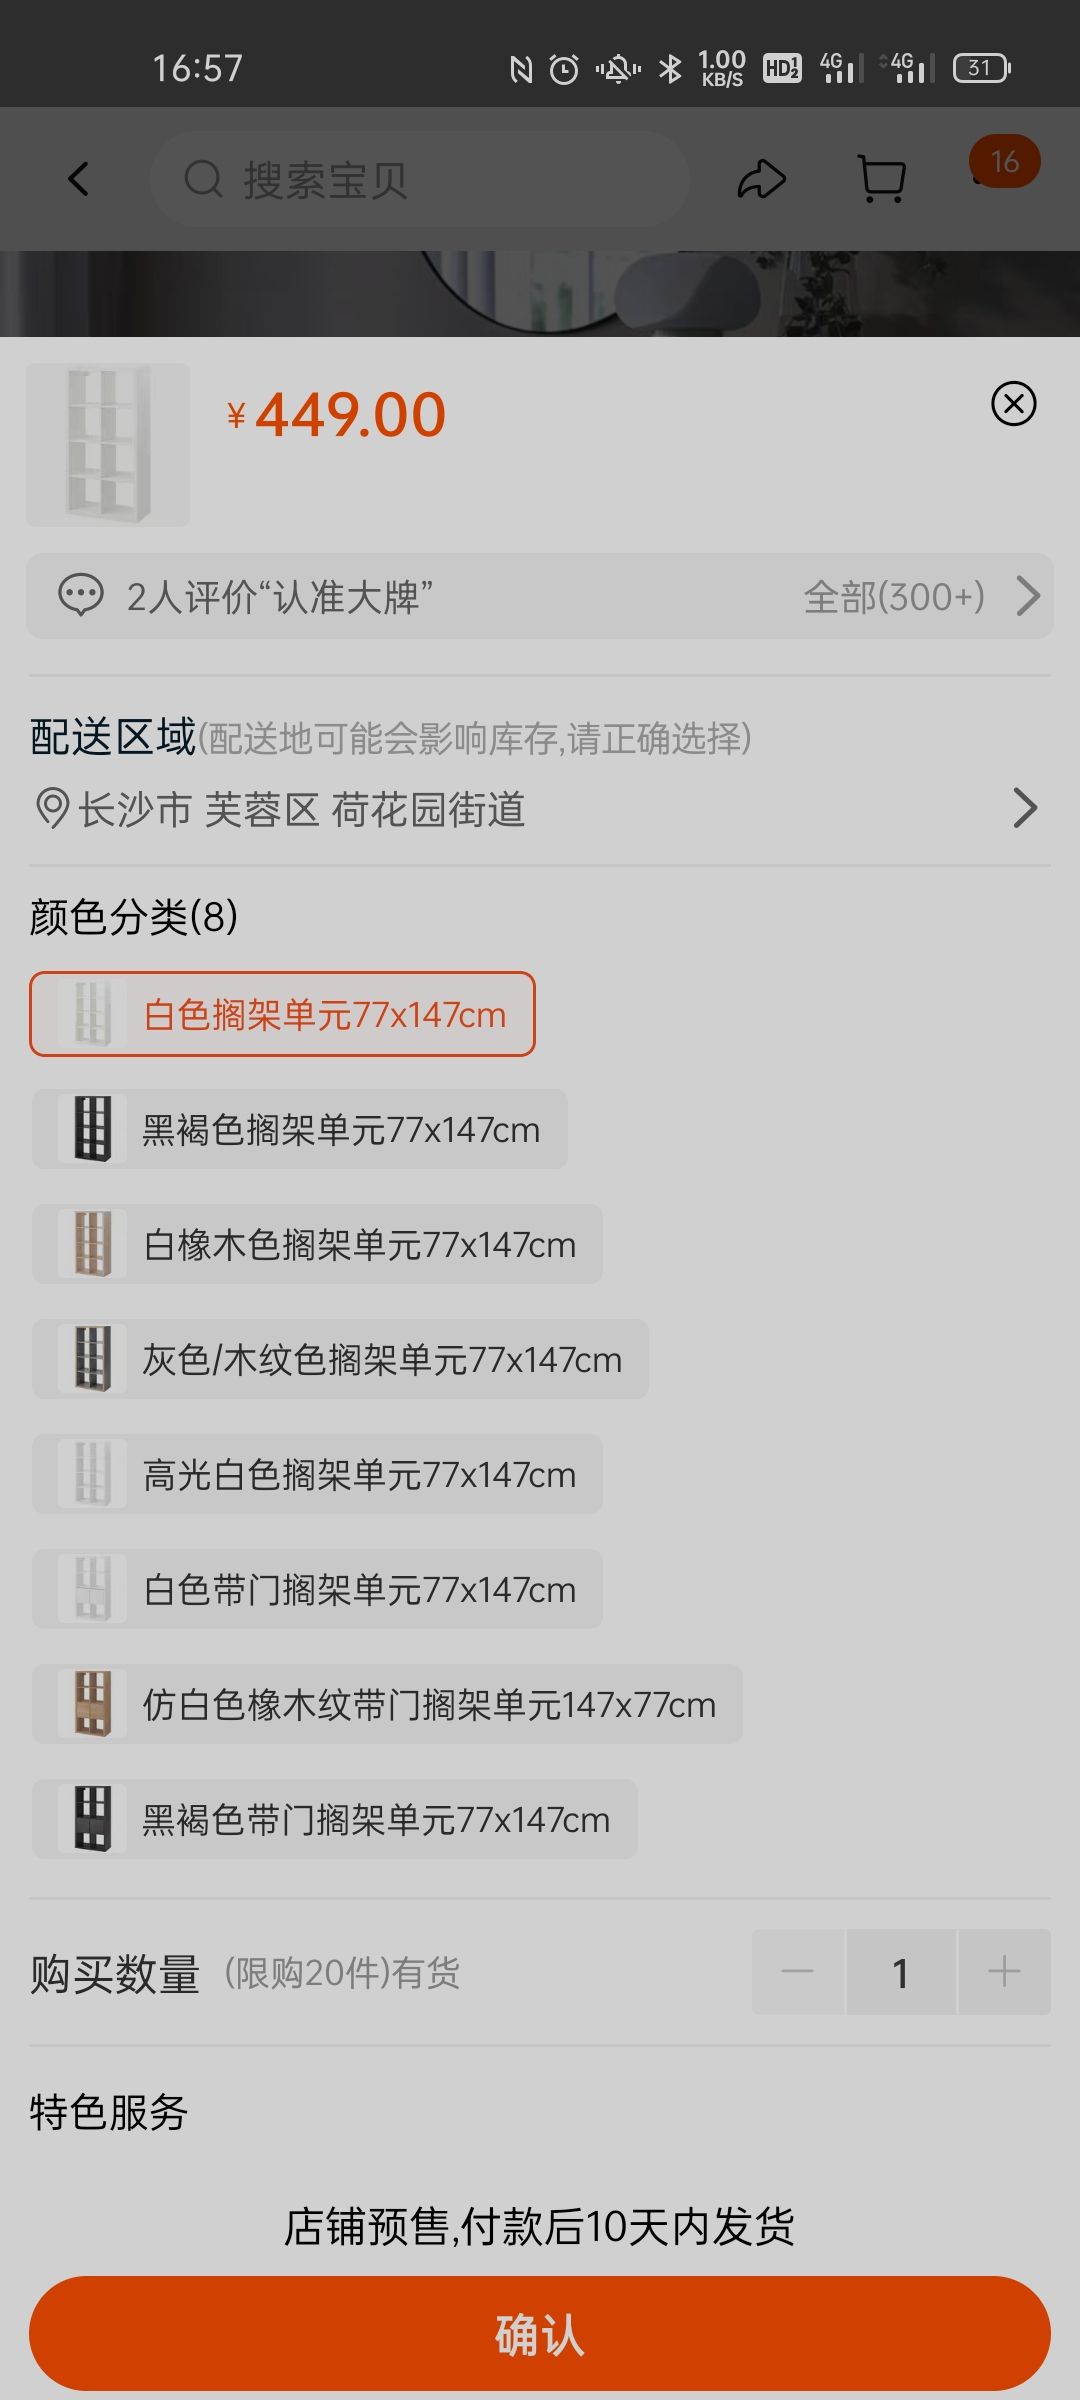 16:57
1.00
KB/S
HD 1 2
4G
4G
31
搜索宝贝
16
¥449.00
2人评价“认准大牌”
全部(300+)
配送区域(配送地可能会影响库存,请正确选择)
长沙市 芙蓉区 荷花园街道
颜色分类(8)
白色搁架单元77x147cm
黑褐色搁架单元77x147cm
白橡木色搁架单元77x147cm
灰色/木纹色搁架单元77x147cm
高光白色搁架单元77x147cm
白色带门搁架单元77x147cm
仿白色橡木纹带门搁架单元147x77cm
黑褐色带门搁架单元77x147cm
购买数量 (限购20件)有货
1
特色服务
店铺预售,付款后10天内发货
确认